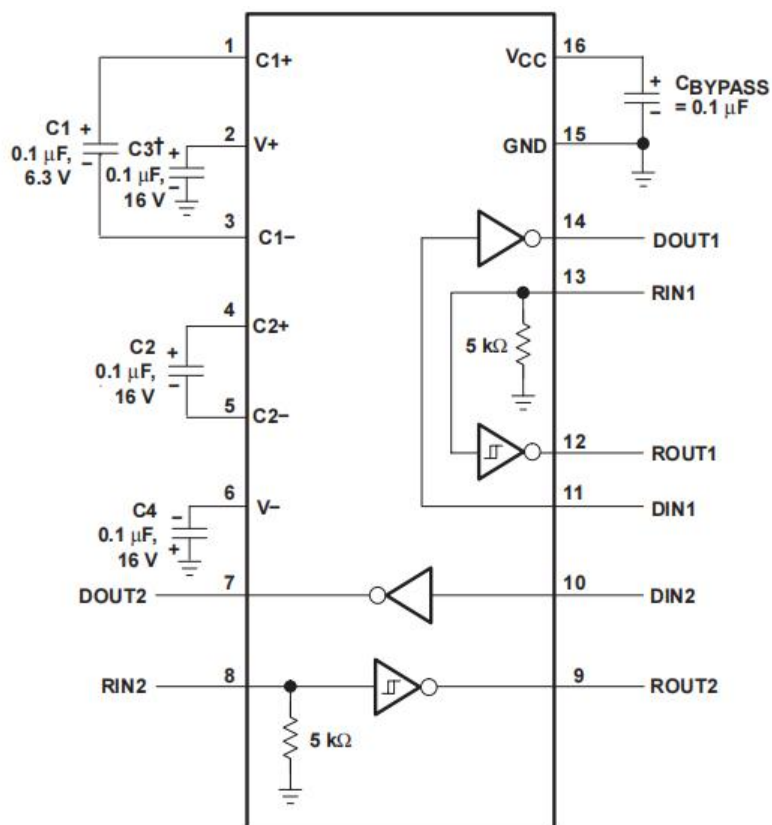 1
C1+
VCC
16
+
CBYPASS
−
= 0.1 μF
C1
+
0.1 μF,
−
6.3 V
2
V+
C3†
+
0.1 μF,
−
16 V
GND
15
3
C1−
14
DOUT1
13
RIN1
4
C2+
5 kΩ
C2
+
0.1 μF,
−
16 V
5
C2−
12
ROUT1
11
DIN1
6
V−
C4
−
0.1 μF,
+
16 V
DOUT2
7
10
DIN2
RIN2
8
9
ROUT2
5 kΩ